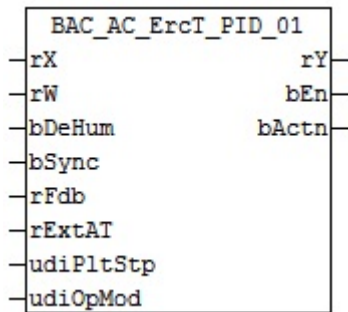 BAC_AC_ErcT_PID_01
rX rY
rW bEn
bDeHum bActn
bSync
rFdb
rExtAT
udiPltStp
udiOpMod